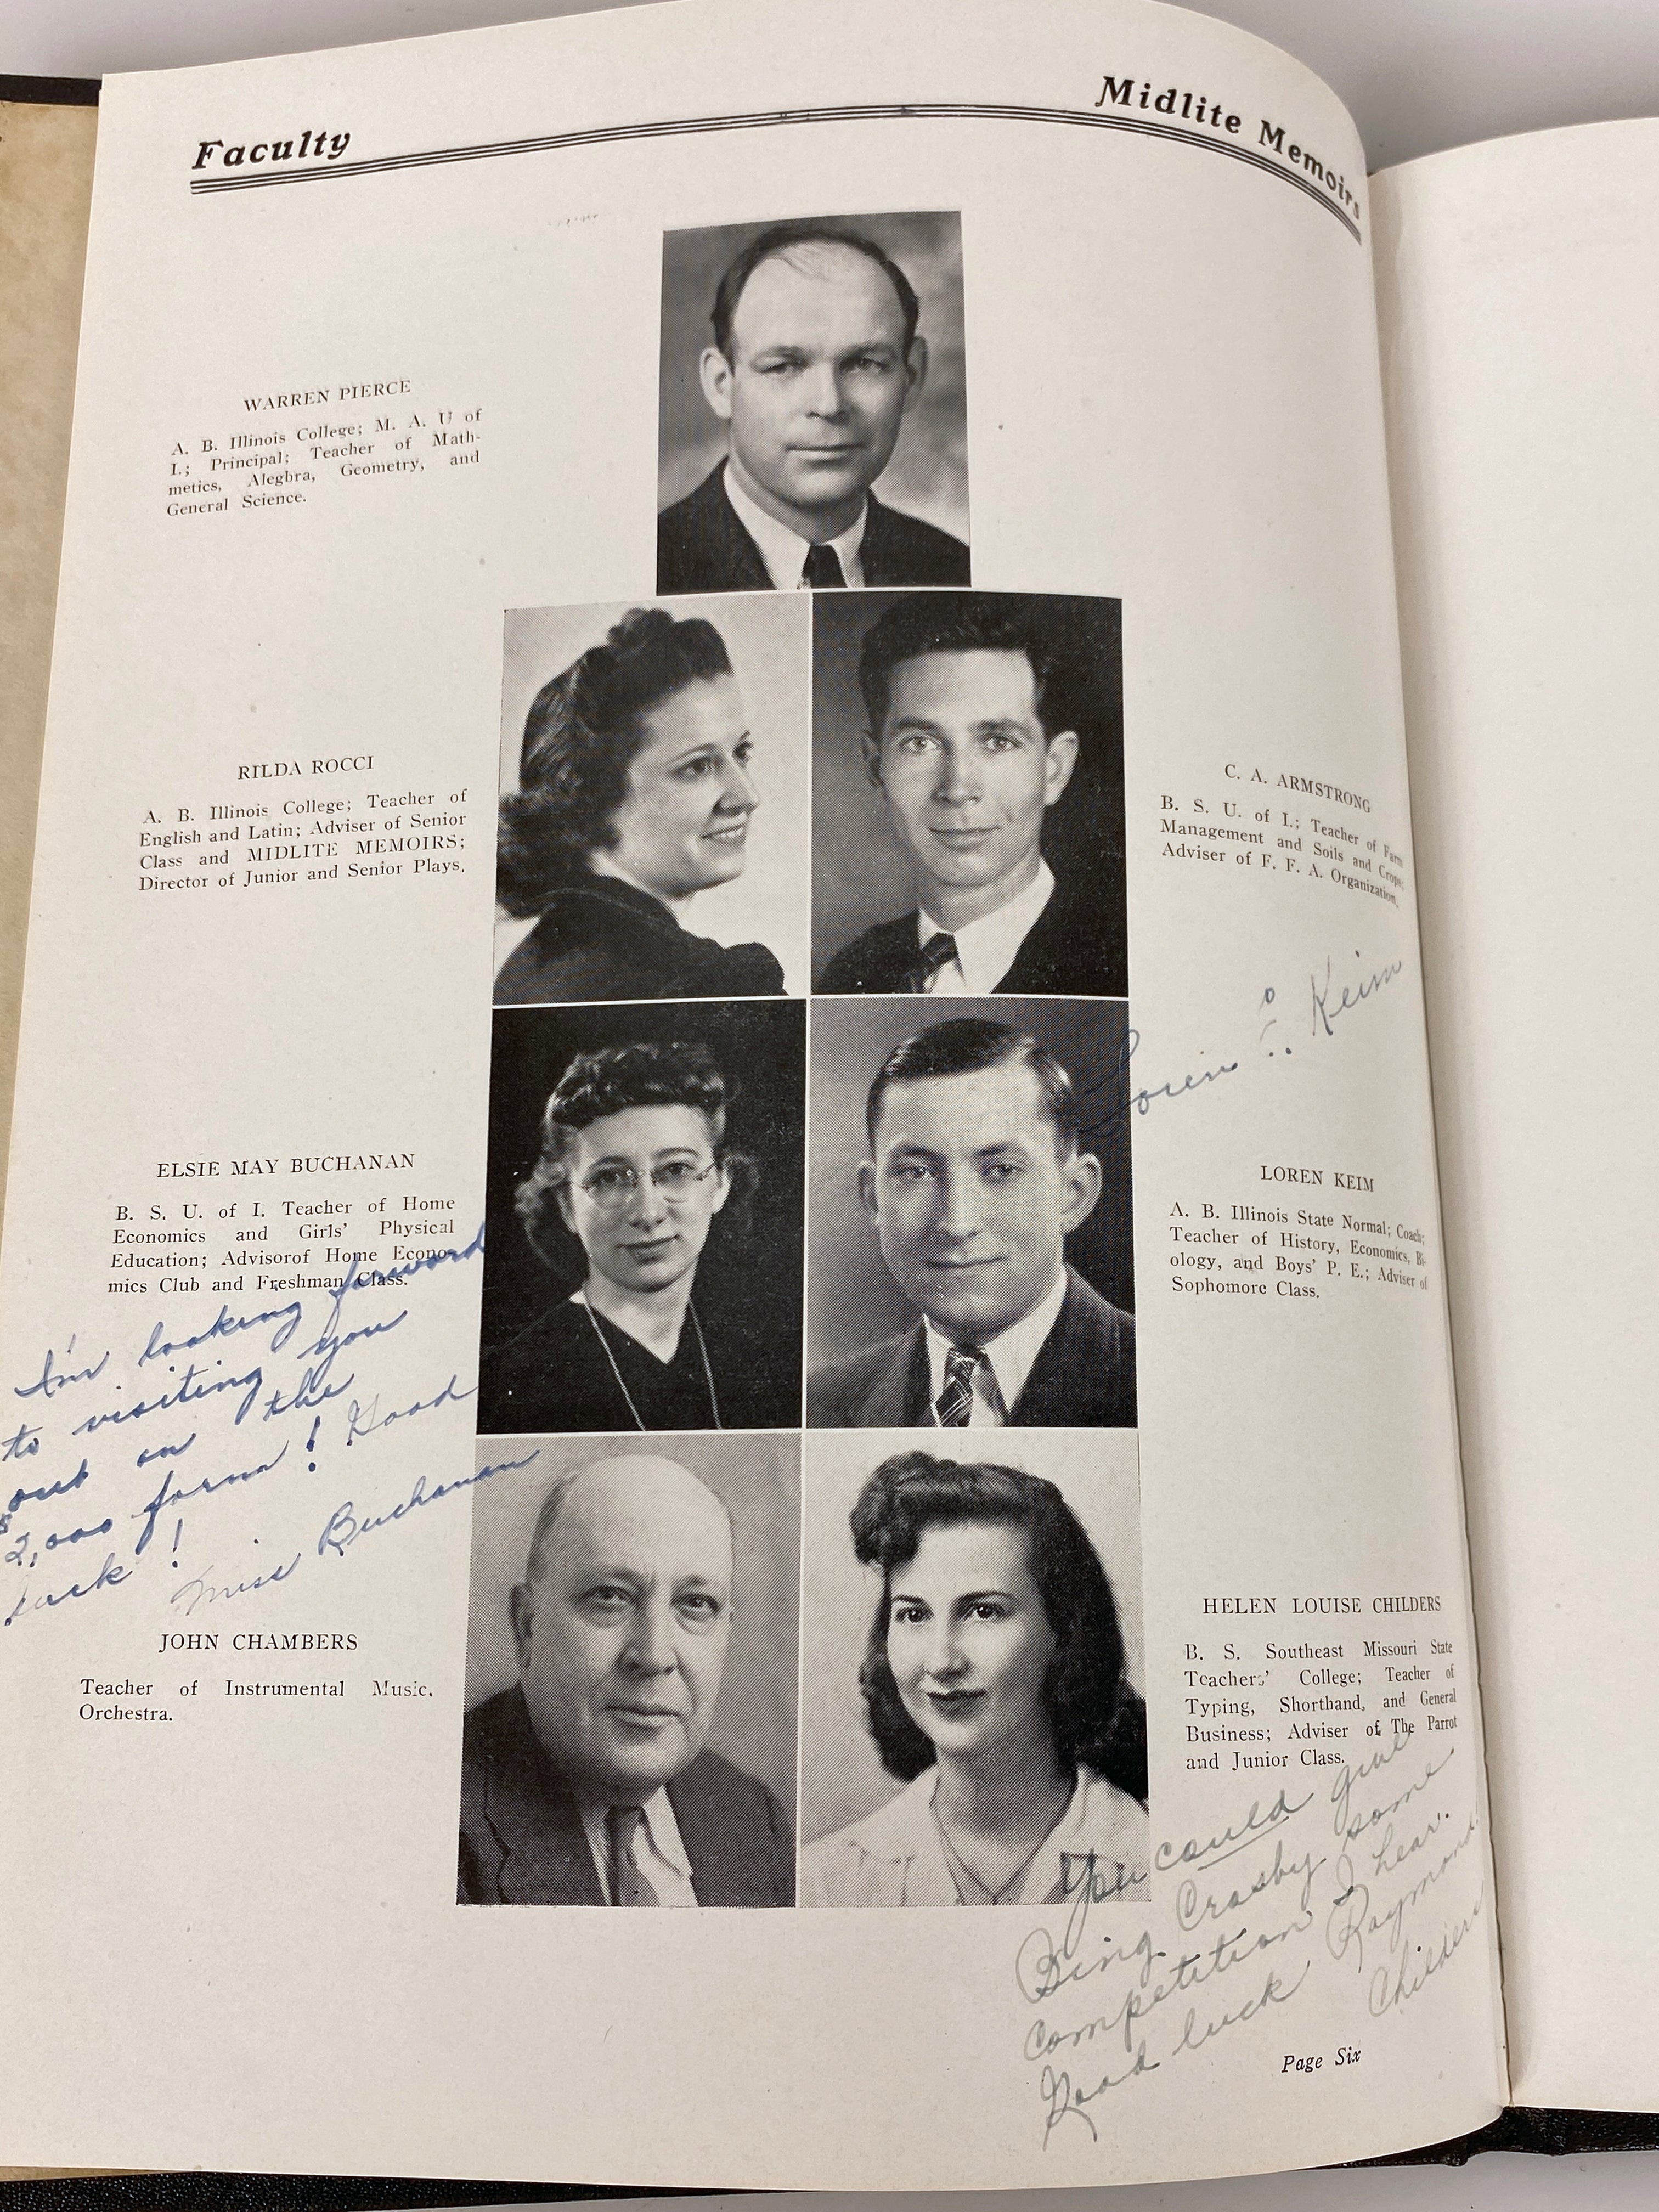 Faculty
Midlite Memoirs
WARREN PIERCE
A. B. Illinois College; M. A. U of
I.; Principal; Teacher of Math-
metics, Alegbra, Geometry, and
General Science.
RILDA ROCCI
A. B. Illinois College; Teacher of
English and Latin; Adviser of Senior
Class and MIDLITE MEMOIRS;
Director of Junior and Senior Plays.
C. A. ARMSTRONG
B. S. U. of I.; Teacher of Farm
Management and Soils and Crops;
Adviser of F. F. A. Organization.
Loren E. Keim
ELSIE MAY BUCHANAN
B. S. U. of I. Teacher of Home
Economics and Girls' Physical
Education; Advisorof Home Econo-
mics Club and Freshman Class.
I'm looking forward
to visiting you
out on the
$2,000 farm! Good
luck!
Miss Buchanan
LOREN KEIM
A. B. Illinois State Normal; Coach;
Teacher of History, Economics, Bi-
ology, and Boys' P. E.; Adviser of
Sophomore Class.
JOHN CHAMBERS
Teacher of Instrumental Music.
Orchestra.
HELEN LOUISE CHILDERS
B. S. Southeast Missouri State
Teachers' College; Teacher of
Typing, Shorthand, and General
Business; Adviser of The Parrot
and Junior Class.
You could give
Bing Crosby some
competition I hear.
Good luck Raymond.
Childers
Page Six